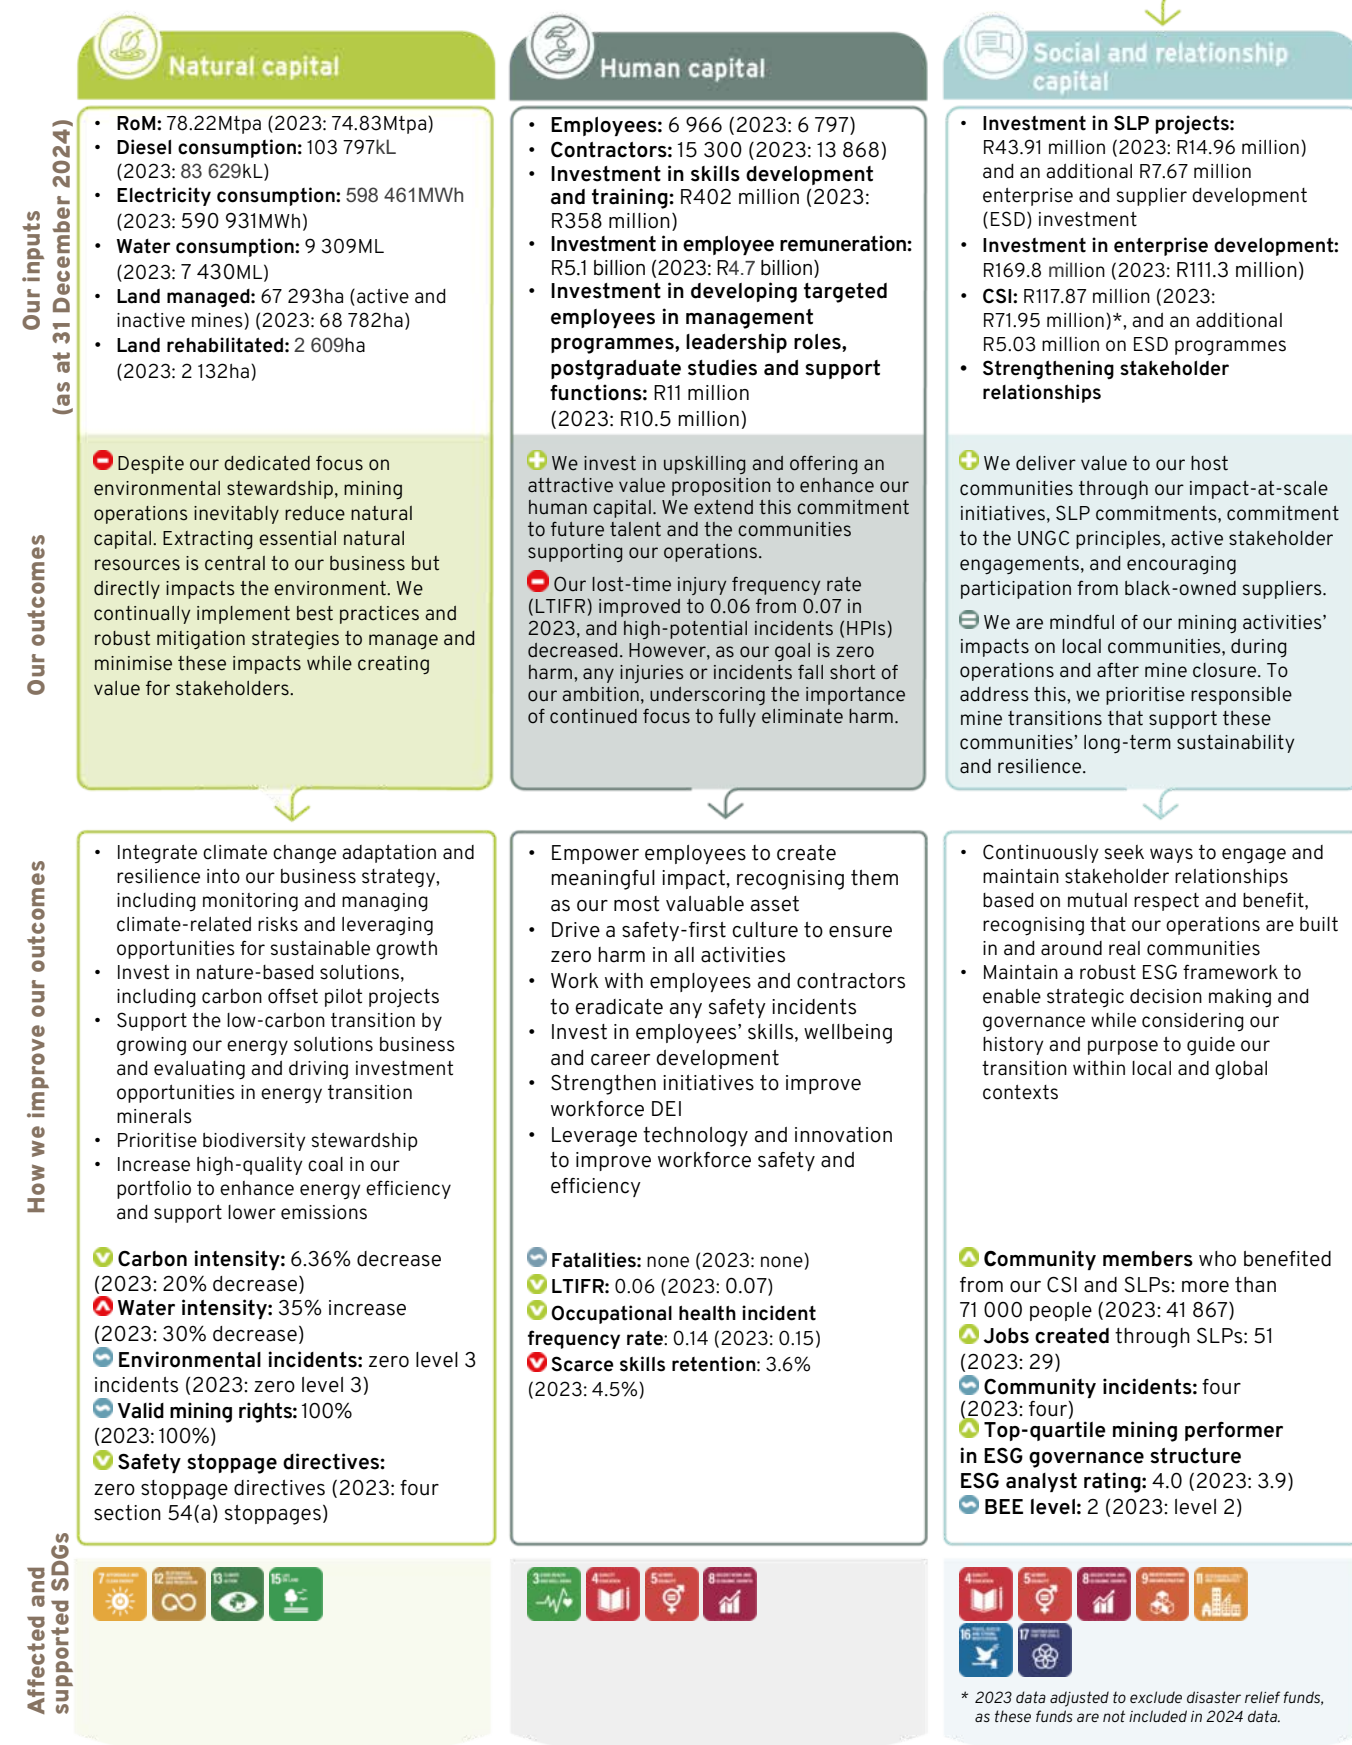 Natural capital
Our inputs
(as at 31 December 2024)
• RoM: 78.22Mtpa (2023: 74.83Mtpa)
• Diesel consumption: 103 797kL
(2023: 83 629kL)
• Electricity consumption: 598 461MWh
(2023: 590 931MWh)
• Water consumption: 9 309ML
(2023: 7 430ML)
• Land managed: 67 293ha (active and
inactive mines) (2023: 68 782ha)
• Land rehabilitated: 2 609ha
(2023: 2 132ha)
Human capital
• Employees: 6 966 (2023: 6 797)
• Contractors: 15 300 (2023: 13 868)
• Investment in skills development
and training: R402 million (2023:
R358 million)
• Investment in employee remuneration:
R5.1 billion (2023: R4.7 billion)
• Investment in developing targeted
employees in management
programmes, leadership roles,
postgraduate studies and support
functions: R11 million
(2023: R10.5 million)
Social and relationship
capital
• Investment in SLP projects:
R43.91 million (2023: R14.96 million)
and an additional R7.67 million
enterprise and supplier development
(ESD) investment
• Investment in enterprise development:
R169.8 million (2023: R111.3 million)
• CSI: R117.87 million (2023:
R71.95 million)*, and an additional
R5.03 million on ESD programmes
• Strengthening stakeholder
relationships
Our outcomes
Despite our dedicated focus on
environmental stewardship, mining
operations inevitably reduce natural
capital. Extracting essential natural
resources is central to our business but
directly impacts the environment. We
continually implement best practices and
robust mitigation strategies to manage and
minimise these impacts while creating
value for stakeholders.
We invest in upskilling and offering an
attractive value proposition to enhance our
human capital. We extend this commitment
to future talent and the communities
supporting our operations.
Our lost-time injury frequency rate
(LTIFR) improved to 0.06 from 0.07 in
2023, and high-potential incidents (HPIs)
decreased. However, as our goal is zero
harm, any injuries or incidents fall short of
our ambition, underscoring the importance
of continued focus to fully eliminate harm.
We deliver value to our host
communities through our impact-at-scale
initiatives, SLP commitments, commitment
to the UNGC principles, active stakeholder
engagements, and encouraging
participation from black-owned suppliers.
We are mindful of our mining activities’
impacts on local communities, during
operations and after mine closure. To
address this, we prioritise responsible
mine transitions that support these
communities’ long-term sustainability
and resilience.
How we improve our outcomes
• Integrate climate change adaptation and
resilience into our business strategy,
including monitoring and managing
climate-related risks and leveraging
opportunities for sustainable growth
• Invest in nature-based solutions,
including carbon offset pilot projects
• Support the low-carbon transition by
growing our energy solutions business
and evaluating and driving investment
opportunities in energy transition
minerals
• Prioritise biodiversity stewardship
• Increase high-quality coal in our
portfolio to enhance energy efficiency
and support lower emissions
Carbon intensity: 6.36% decrease
(2023: 20% decrease)
Water intensity: 35% increase
(2023: 30% decrease)
Environmental incidents: zero level 3
incidents (2023: zero level 3)
Valid mining rights: 100%
(2023: 100%)
Safety stoppage directives:
zero stoppage directives (2023: four
section 54(a) stoppages)
• Empower employees to create
meaningful impact, recognising them
as our most valuable asset
• Drive a safety-first culture to ensure
zero harm in all activities
• Work with employees and contractors
to eradicate any safety incidents
• Invest in employees’ skills, wellbeing
and career development
• Strengthen initiatives to improve
workforce DEI
• Leverage technology and innovation
to improve workforce safety and
efficiency
Fatalities: none (2023: none)
LTIFR: 0.06 (2023: 0.07)
Occupational health incident
frequency rate: 0.14 (2023: 0.15)
Scarce skills retention: 3.6%
(2023: 4.5%)
• Continuously seek ways to engage and
maintain stakeholder relationships
based on mutual respect and benefit,
recognising that our operations are built
in and around real communities
• Maintain a robust ESG framework to
enable strategic decision making and
governance while considering our
history and purpose to guide our
transition within local and global
contexts
Community members who benefited
from our CSI and SLPs: more than
71 000 people (2023: 41 867)
Jobs created through SLPs: 51
(2023: 29)
Community incidents: four
(2023: four)
Top-quartile mining performer
in ESG governance structure
ESG analyst rating: 4.0 (2023: 3.9)
BEE level: 2 (2023: level 2)
Affected and
supported SDGs
7
12
13
15
3
4
5
8
4
5
8
9
11
16
17
* 2023 data adjusted to exclude disaster relief funds,
as these funds are not included in 2024 data.